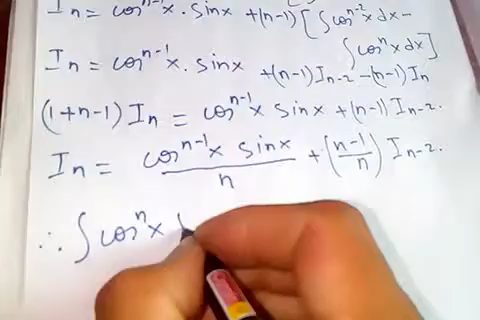 Iₙ = cosⁿ⁻¹x . sinx + (n-1) [∫cosⁿ⁻²x dx -
∫cosⁿx dx]
Iₙ = cosⁿ⁻¹x . sinx + (n-1) Iₙ₋₂ - (n-1) Iₙ
(1+n-1) Iₙ = cosⁿ⁻¹x sinx + (n-1) Iₙ₋₂.
Iₙ = cosⁿ⁻¹x sinx / n + (n-1 / n) Iₙ₋₂.
∴ ∫cosⁿx